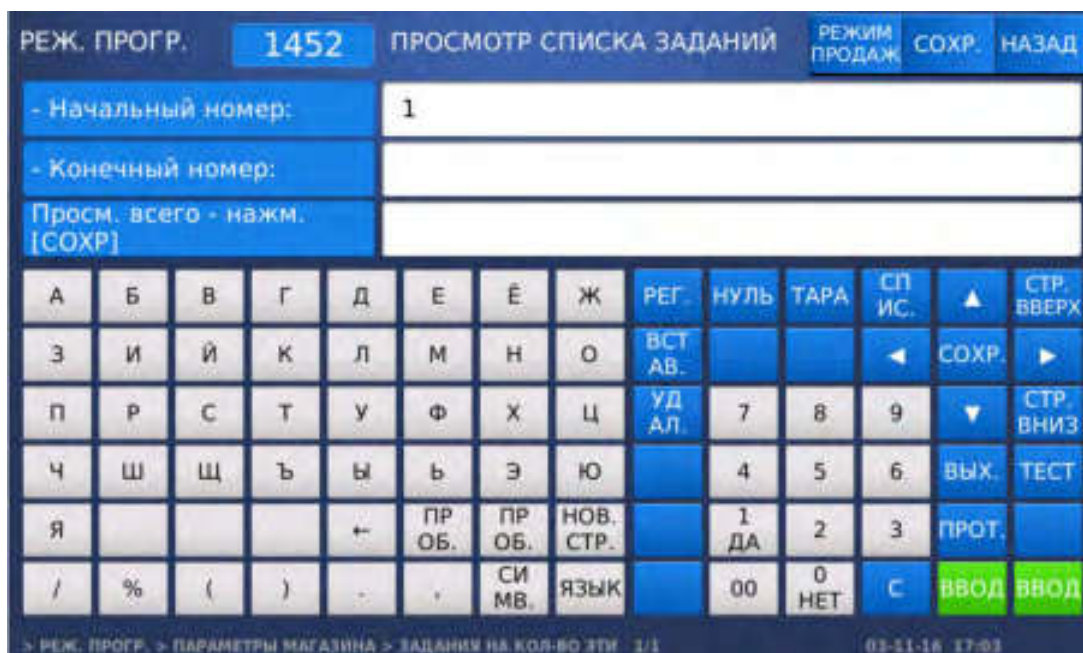 РЕЖ. ПРОГР. 1452 ПРОСМОТР СПИСКА ЗАДАНИЙ РЕЖИМ ПРОДАЖ СОХР. НАЗАД
- Начальный номер: 1
- Конечный номер:
Просм. всего - нажм.
[СОХР]
А Б В Г Д Е Ё Ж РЕГ. НУЛЬ ТАРА СП ИС. ▲ СТР. ВВЕРХ
З И Й К Л М Н О ВСТ АВ. ◄ СОХР. ►
П Р С Т У Ф Х Ц УД АЛ. 7 8 9 ▼ СТР. ВНИЗ
Ч Ш Щ Ъ Ы Ь Э Ю 4 5 6 ВЫХ. ТЕСТ
Я ← ПР ОБ. ПР ОБ. НОВ. СТР. 1 ДА 2 3 ПРОТ.
/ % ( ) . , СИ МВ. ЯЗЫК 00 0 НЕТ С ВВОД ВВОД
> РЕЖ. ПРОГР. > ПАРАМЕТРЫ МАГАЗИНА > ЗАДАНИЯ НА КОЛ-ВО ЭТИ 1/1 03-11-16 17:03